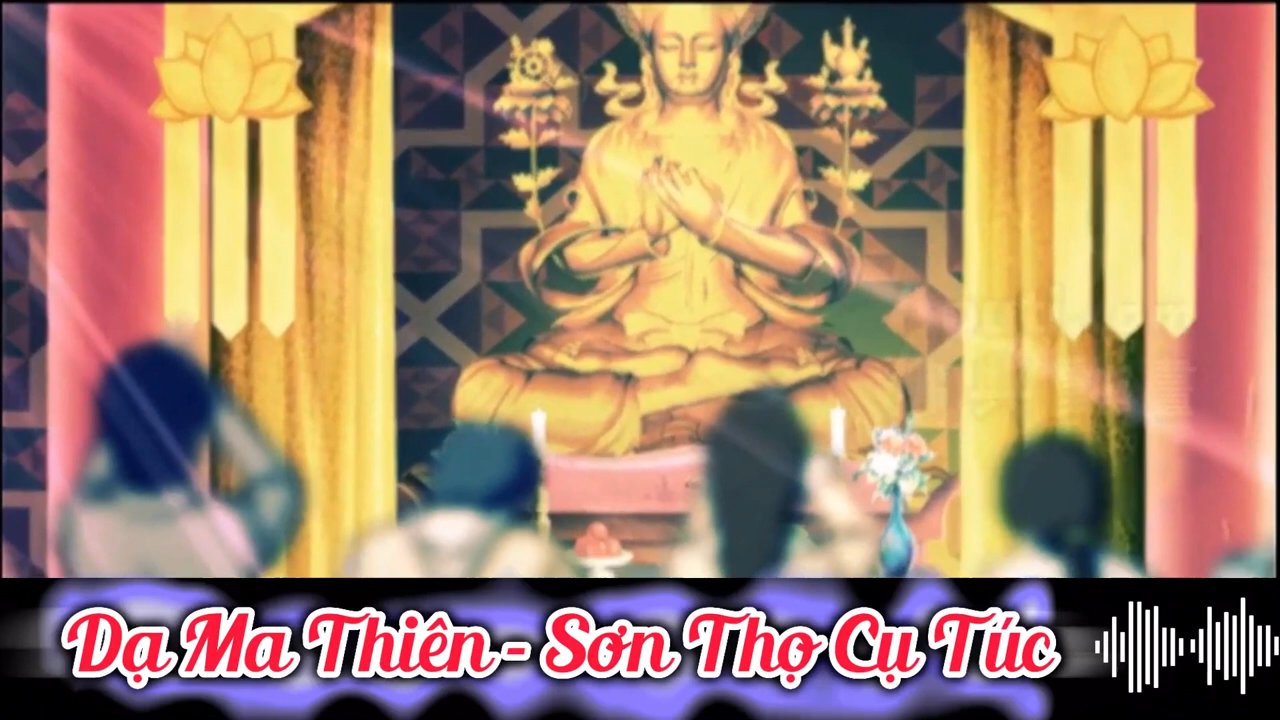 Dạ Ma Thiên - Sơn Thọ Cụ Túc